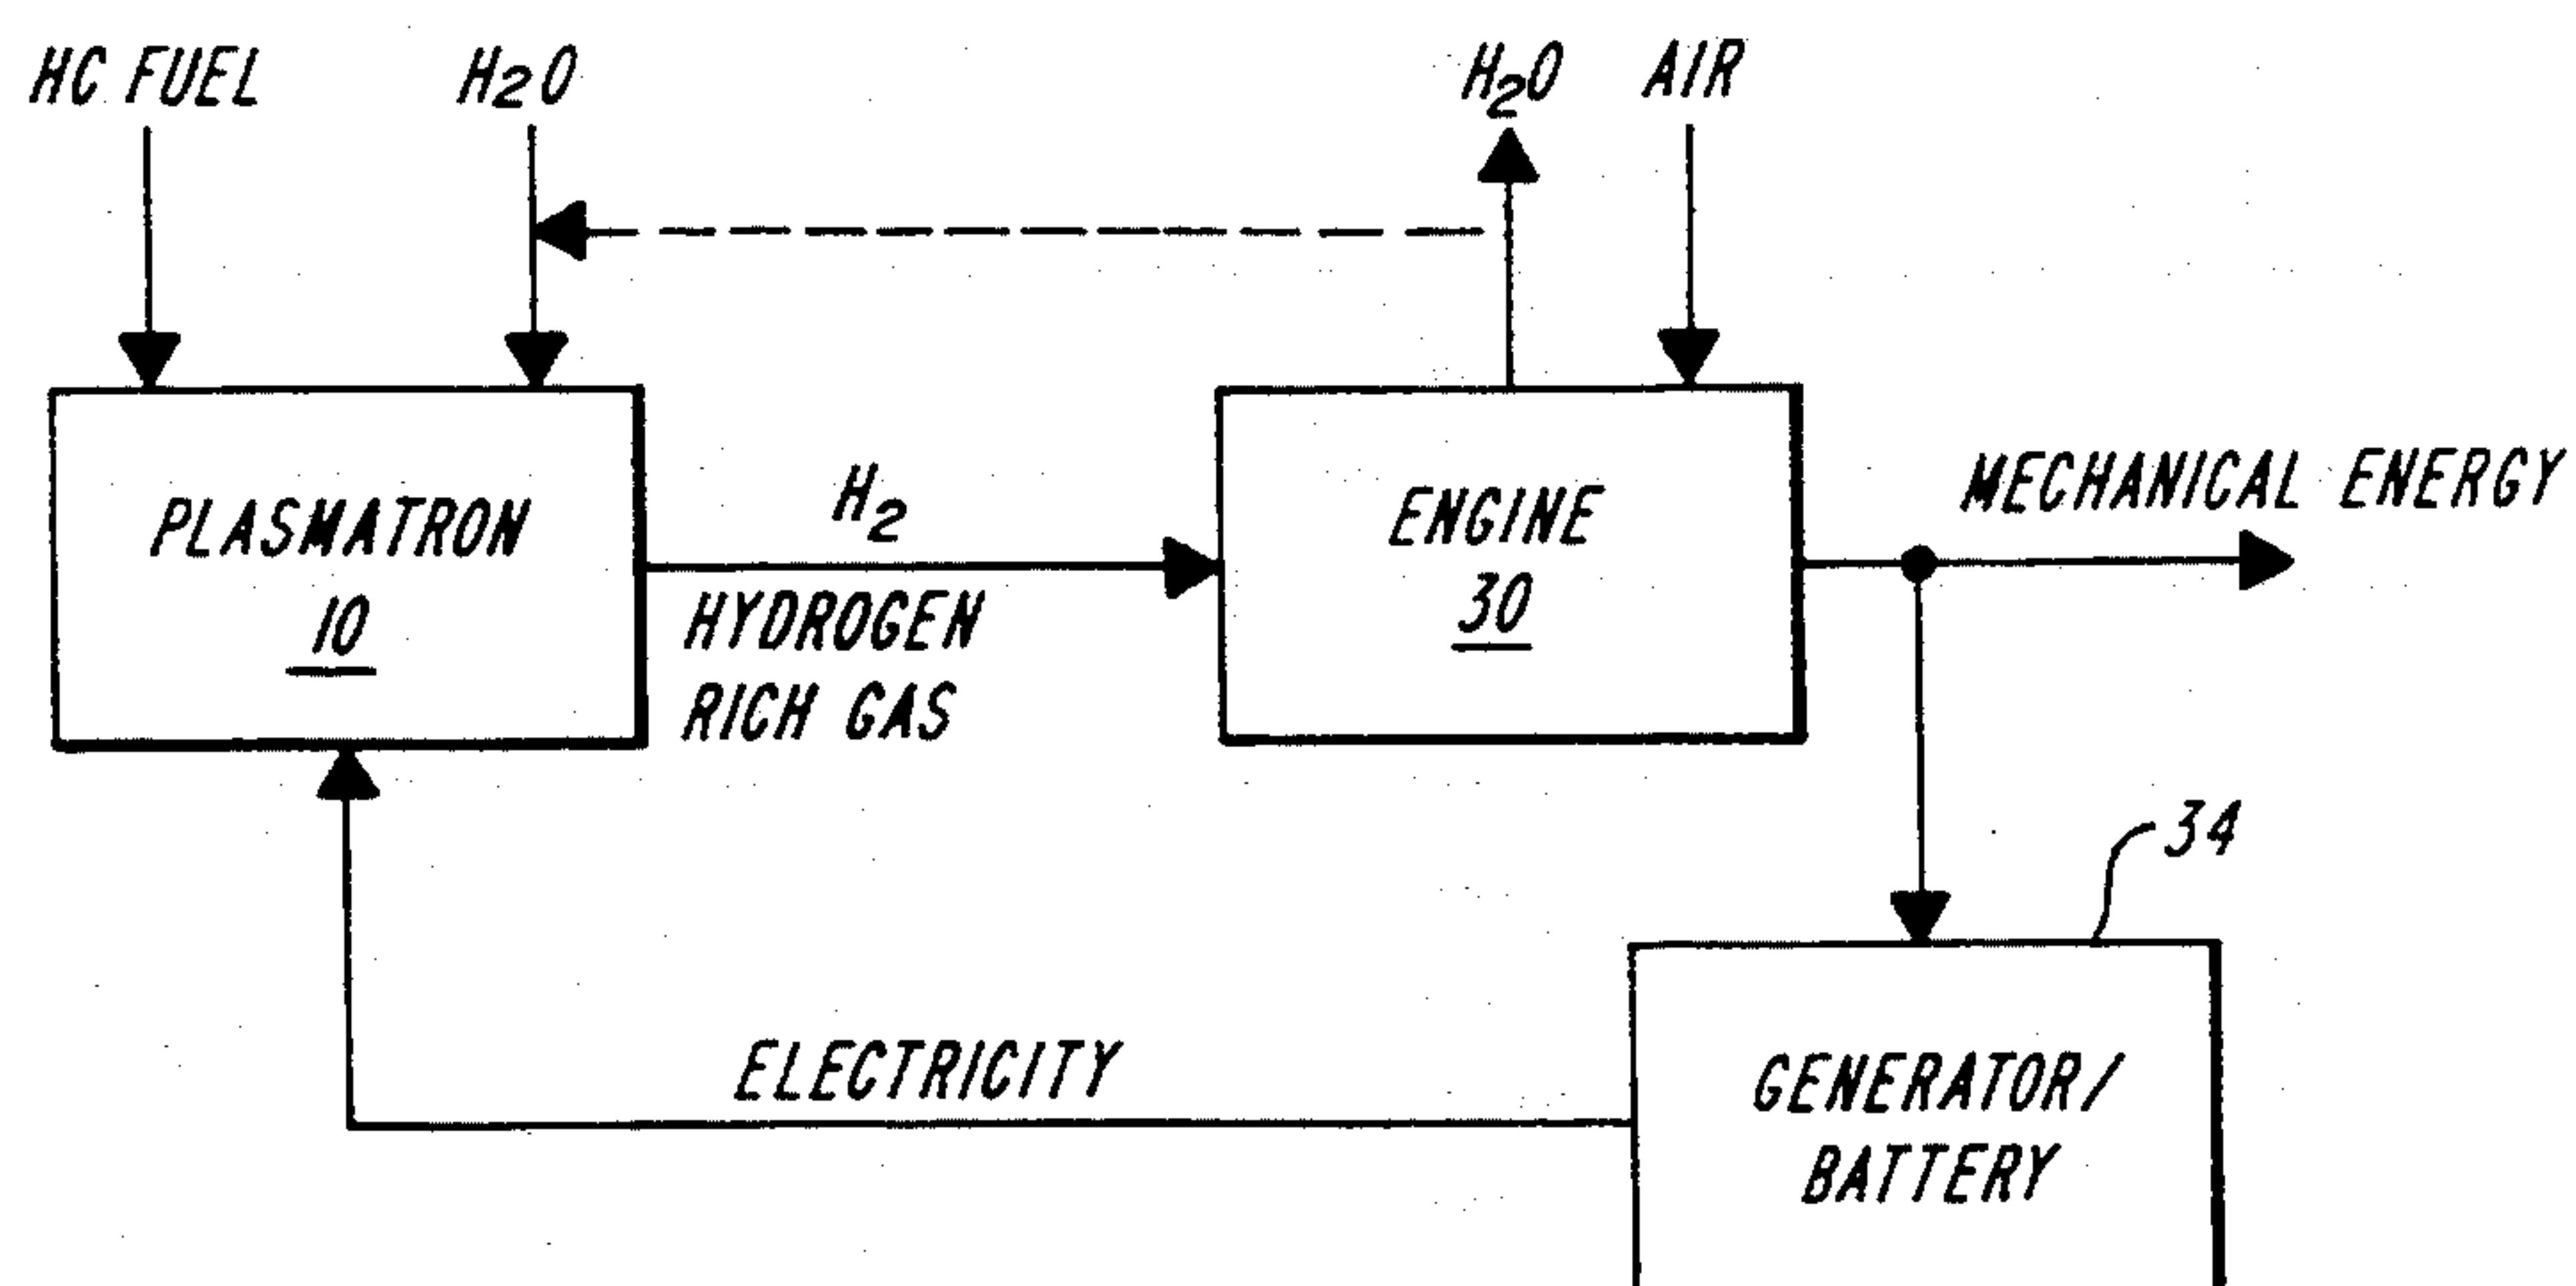 HC FUEL
H2O
H2O
AIR
PLASMATRON
10
H2
HYDROGEN
RICH GAS
ENGINE
30
MECHANICAL ENERGY
34
ELECTRICITY
GENERATOR/
BATTERY